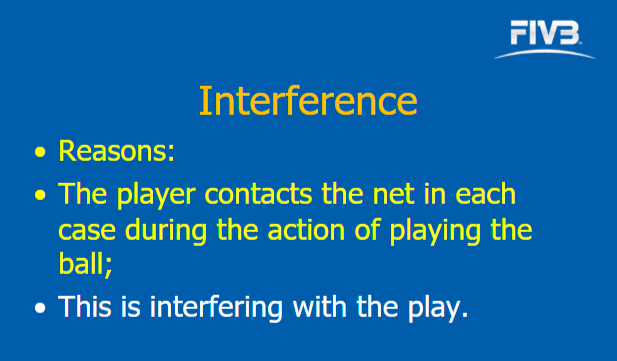 FIVB
Interference
• Reasons:
• The player contacts the net in each
case during the action of playing the
ball;
• This is interfering with the play.